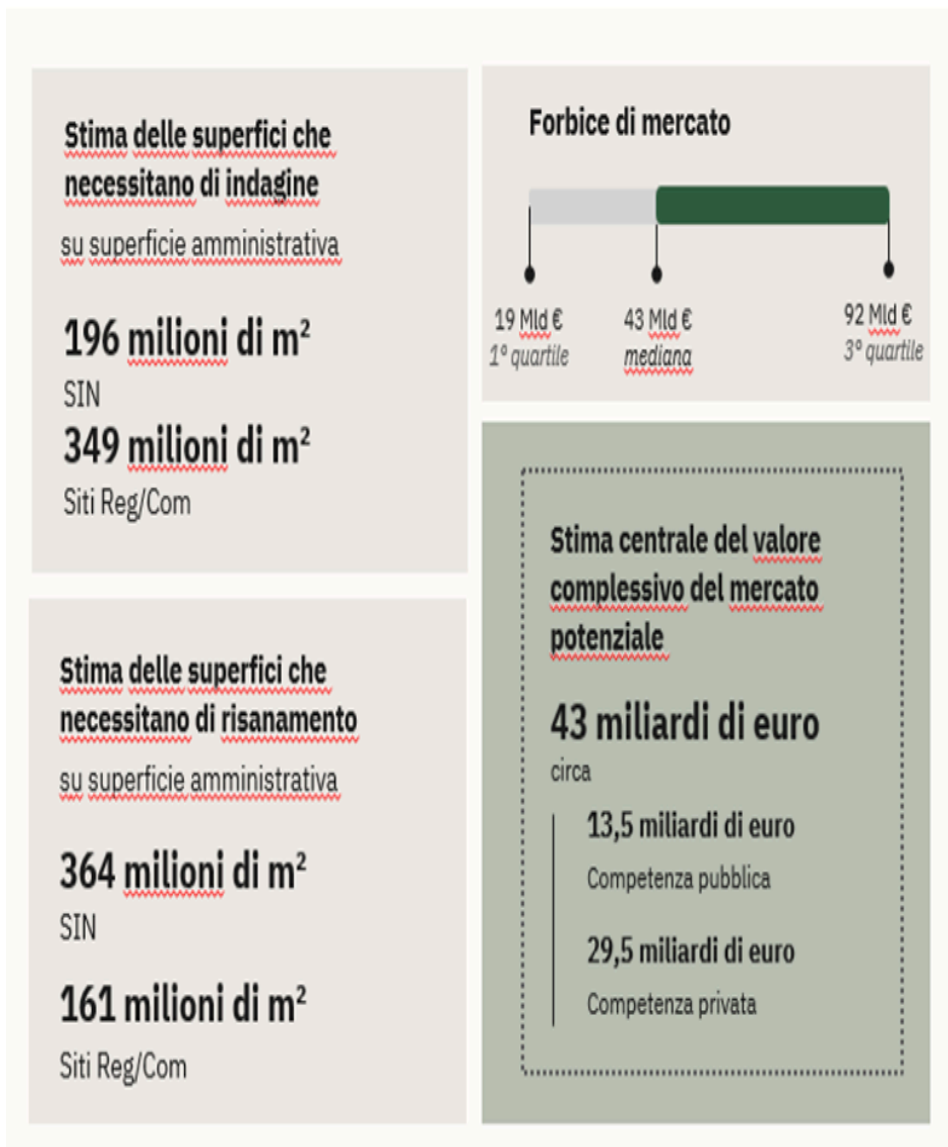 Stima delle superfici che
necessitano di indagine
su superficie amministrativa
196 milioni di m²
SIN
349 milioni di m²
Siti Reg/Com
Stima delle superfici che
necessitano di risanamento
su superficie amministrativa
364 milioni di m²
SIN
161 milioni di m²
Siti Reg/Com
Forbice di mercato
19 Mld €
1° quartile
43 Mld €
mediana
92 Mld €
3° quartile
Stima centrale del valore
complessivo del mercato
potenziale
43 miliardi di euro
circa
13,5 miliardi di euro
Competenza pubblica
29,5 miliardi di euro
Competenza privata